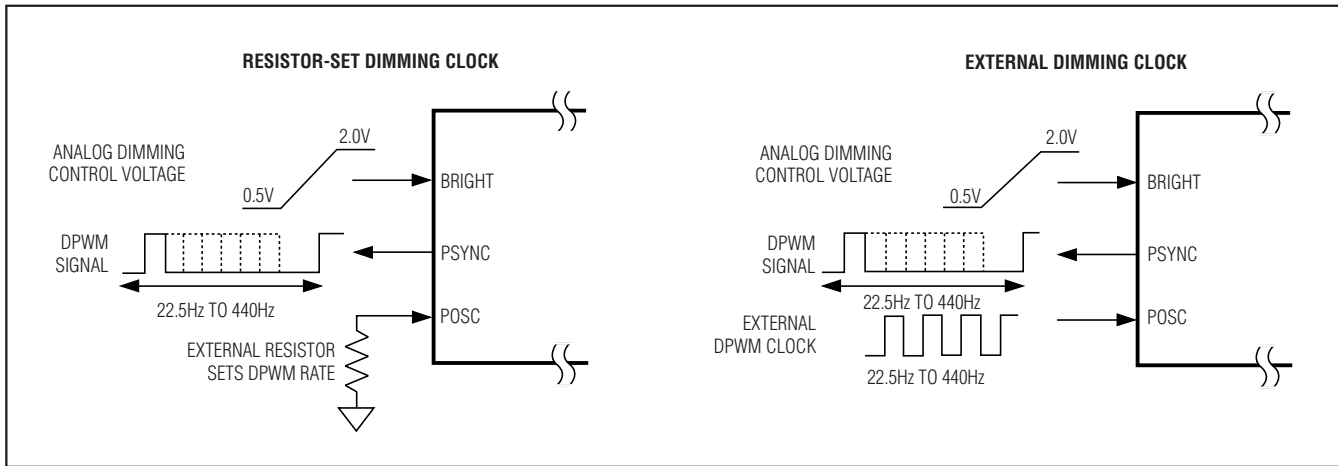 RESISTOR-SET DIMMING CLOCK
ANALOG DIMMING
CONTROL VOLTAGE
0.5V
2.0V
BRIGHT
DPWM
SIGNAL
PSYNC
22.5Hz TO 440Hz
POSC
EXTERNAL RESISTOR
SETS DPWM RATE
EXTERNAL DIMMING CLOCK
ANALOG DIMMING
CONTROL VOLTAGE
0.5V
2.0V
BRIGHT
DPWM
SIGNAL
PSYNC
22.5Hz TO 440Hz
EXTERNAL
DPWM CLOCK
POSC
22.5Hz TO 440Hz